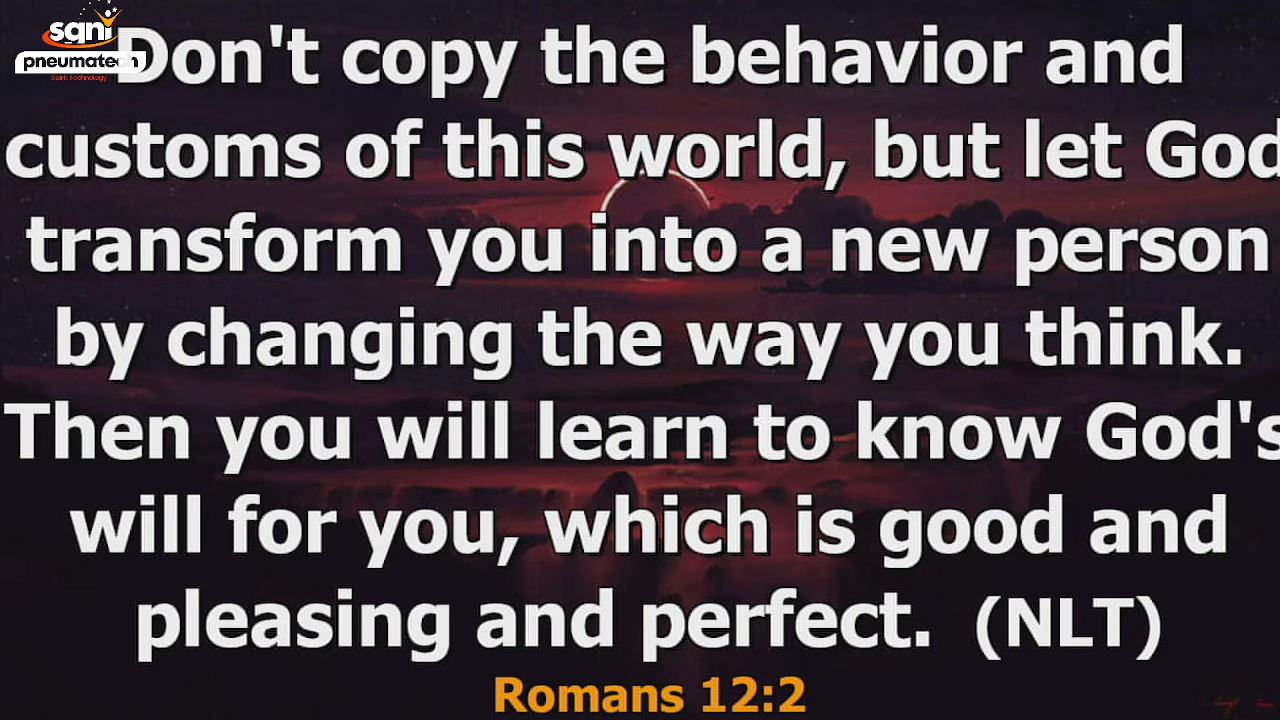 sqni
pneumatech
Spirit Technology
Don't copy the behavior and
customs of this world, but let God
transform you into a new person
by changing the way you think.
Then you will learn to know God's
will for you, which is good and
pleasing and perfect. (NLT)
Romans 12:2